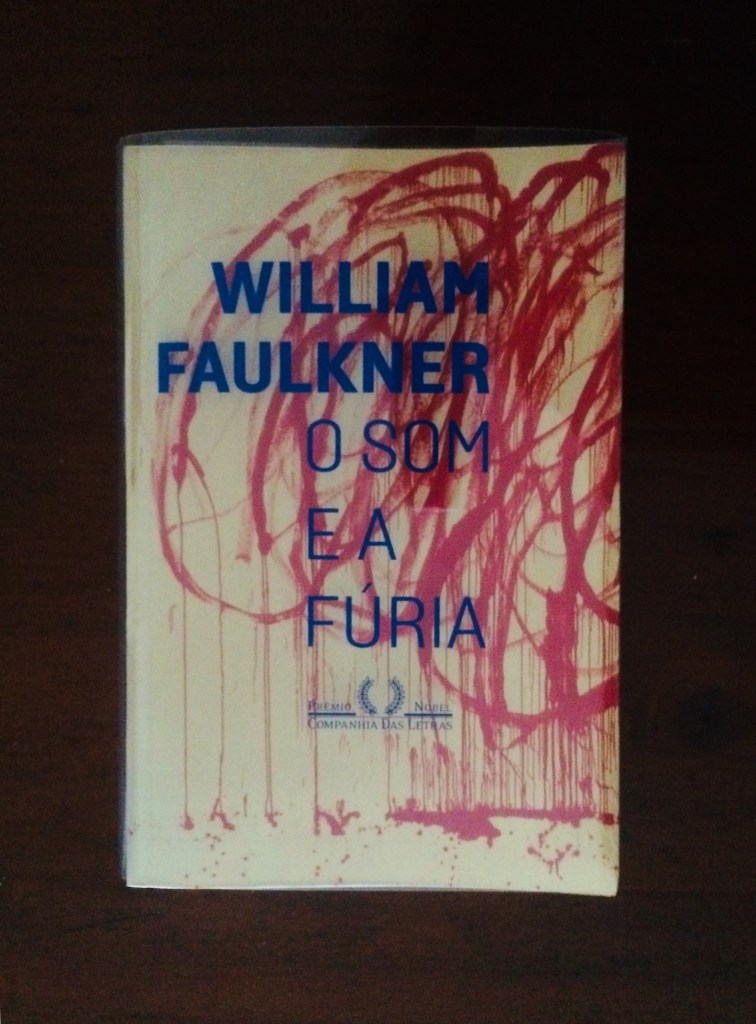 WILLIAM
FAULKNER
O SOM
E A
FÚRIA
PRÊMIO NOBEL
COMPANHIA DAS LETRAS